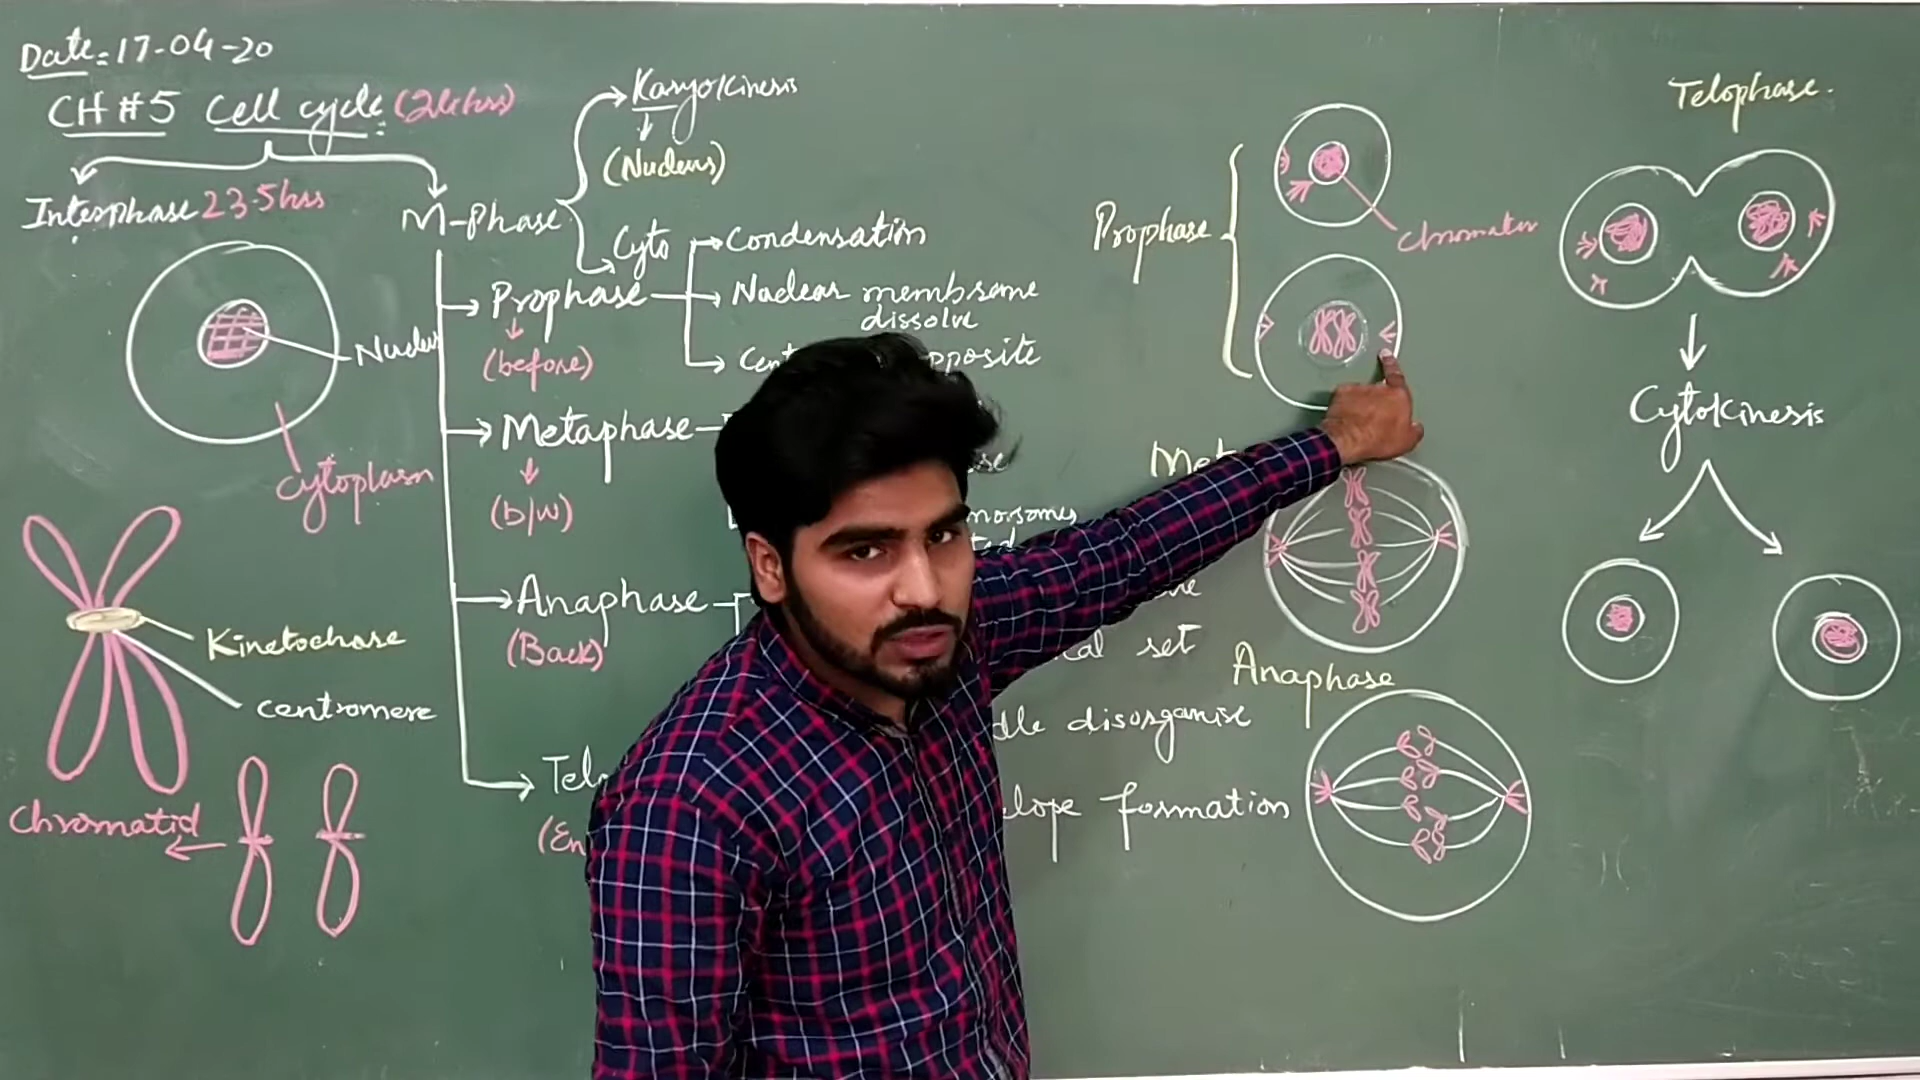 Date = 17-04-20
CH # 5 Cell cycle (24hrs)
Interphase 23.5hrs
M-Phase
Karyokinesis
(Nucleus)
Cyto
Nucleus
Cytoplasm
Kinetochore
centromere
Chromatid
Prophase
(before)
Condensation
Nuclear membrane
dissolve
opposite
Metaphase
(b/w)
Anaphase
(Back)
set
disorganise
formation
Prophase
Chromatin
Anaphase
Telophase.
Cytokinesis